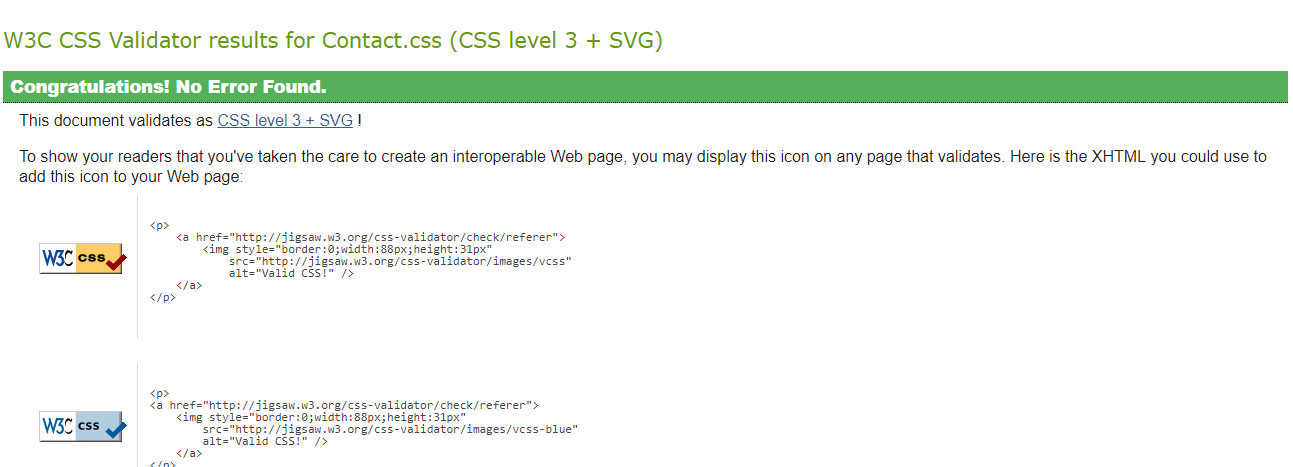 W3C CSS Validator results for Contact.css (CSS level 3 + SVG)
Congratulations! No Error Found.
This document validates as CSS level 3 + SVG !
To show your readers that you've taken the care to create an interoperable Web page, you may display this icon on any page that validates. Here is the XHTML you could use to
add this icon to your Web page:
W3C css
<p>
<a href="http://jigsaw.w3.org/css-validator/check/referer">
<img style="border:0;width:88px;height:31px"
src="http://jigsaw.w3.org/css-validator/images/vcss"
alt="Valid CSS!" />
</a>
</p>
W3C css
<p>
<a href="http://jigsaw.w3.org/css-validator/check/referer">
<img style="border:0;width:88px;height:31px"
src="http://jigsaw.w3.org/css-validator/images/vcss-blue"
alt="Valid CSS!" />
</a>
</p>